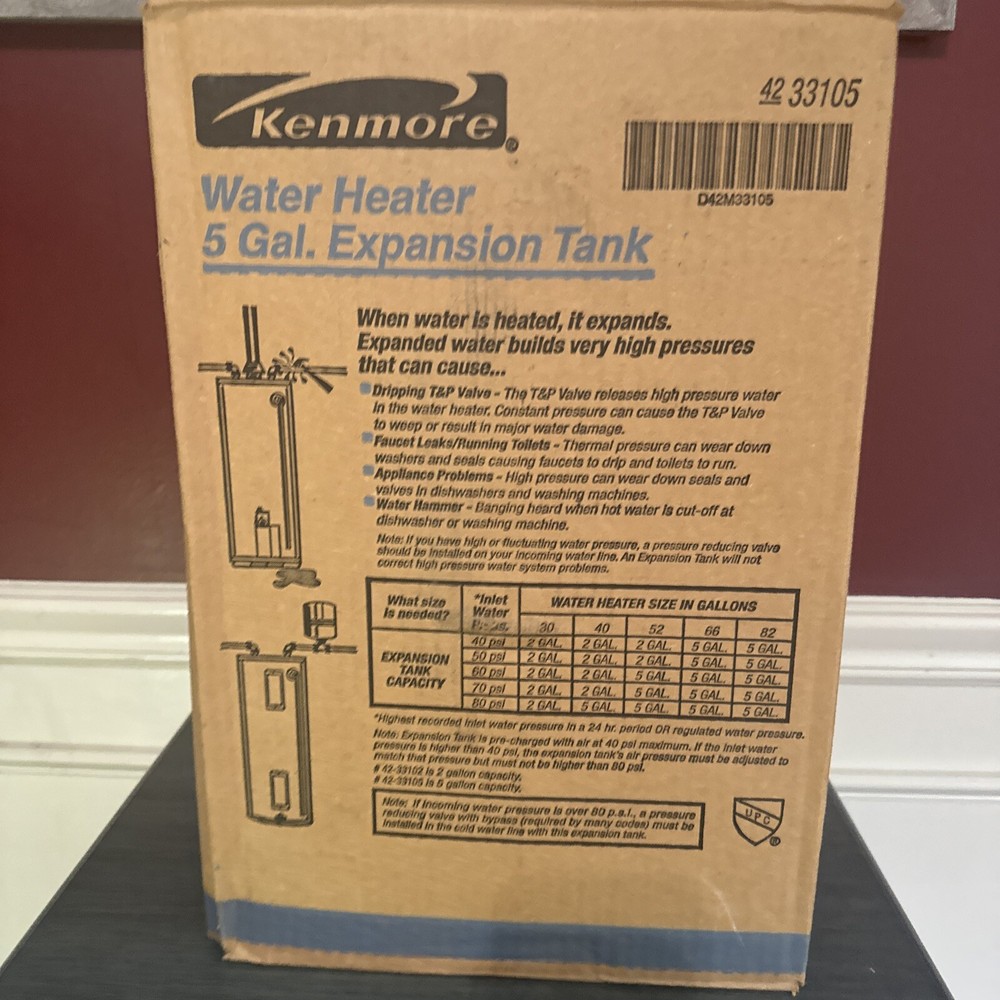 Kenmore®
42 33105
D42M33105
Water Heater
5 Gal. Expansion Tank
When water is heated, it expands.
Expanded water builds very high pressures
that can cause...
Dripping T&P Valve - The T&P Valve releases high pressure water
in the water heater. Constant pressure can cause the T&P Valve
to weep or result in major water damage.
Faucet Leaks/Running Toilets - Thermal pressure can wear down
washers and seals causing faucets to drip and toilets to run.
Appliance Problems - High pressure can wear down seals and
valves in dishwashers and washing machines.
Water Hammer - Banging heard when hot water is cut-off at
dishwasher or washing machine.
Note: If you have high or fluctuating water pressure, a pressure reducing valve
should be installed on your incoming water line. An Expansion Tank will not
correct high pressure water system problems.
What size
is needed?
*Inlet
Water
WATER HEATER SIZE IN GALLONS
30 40 52 66 82
EXPANSION
TANK
CAPACITY
40 psi 2 GAL. 2 GAL. 2 GAL. 5 GAL. 5 GAL.
50 psi 2 GAL. 2 GAL. 2 GAL. 5 GAL. 5 GAL.
60 psi 2 GAL. 2 GAL. 5 GAL. 5 GAL. 5 GAL.
70 psi 2 GAL. 2 GAL. 5 GAL. 5 GAL. 5 GAL.
80 psi 2 GAL. 5 GAL. 5 GAL. 5 GAL. 5 GAL.
*Highest recorded inlet water pressure in a 24 hr. period OR regulated water pressure.
Note: Expansion Tank is pre-charged with air at 40 psi maximum. If the inlet water
pressure is higher than 40 psi, the expansion tank's air pressure must be adjusted to
match that pressure but must not be higher than 80 psi.
# 42-33102 is 2 gallon capacity.
# 42-33105 is 5 gallon capacity.
Note: If incoming water pressure is over 80 p.s.i., a pressure
reducing valve with bypass (required by many codes) must be
installed in the cold water line with this expansion tank.
UPC®